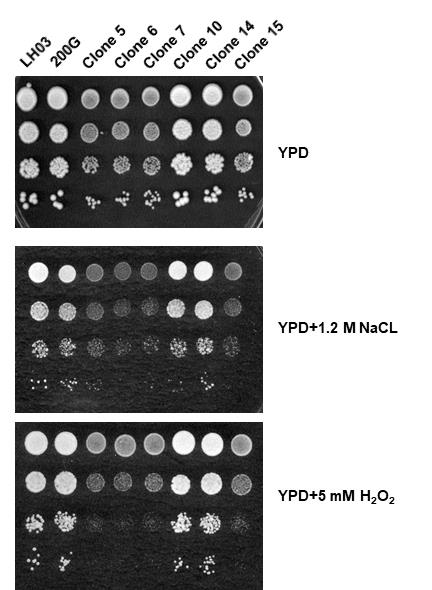 LH03 200G Clone 5 Clone 6 Clone 7 Clone 10 Clone 14 Clone 15
YPD
YPD+1.2 M NaCL
YPD+5 mM H₂O₂